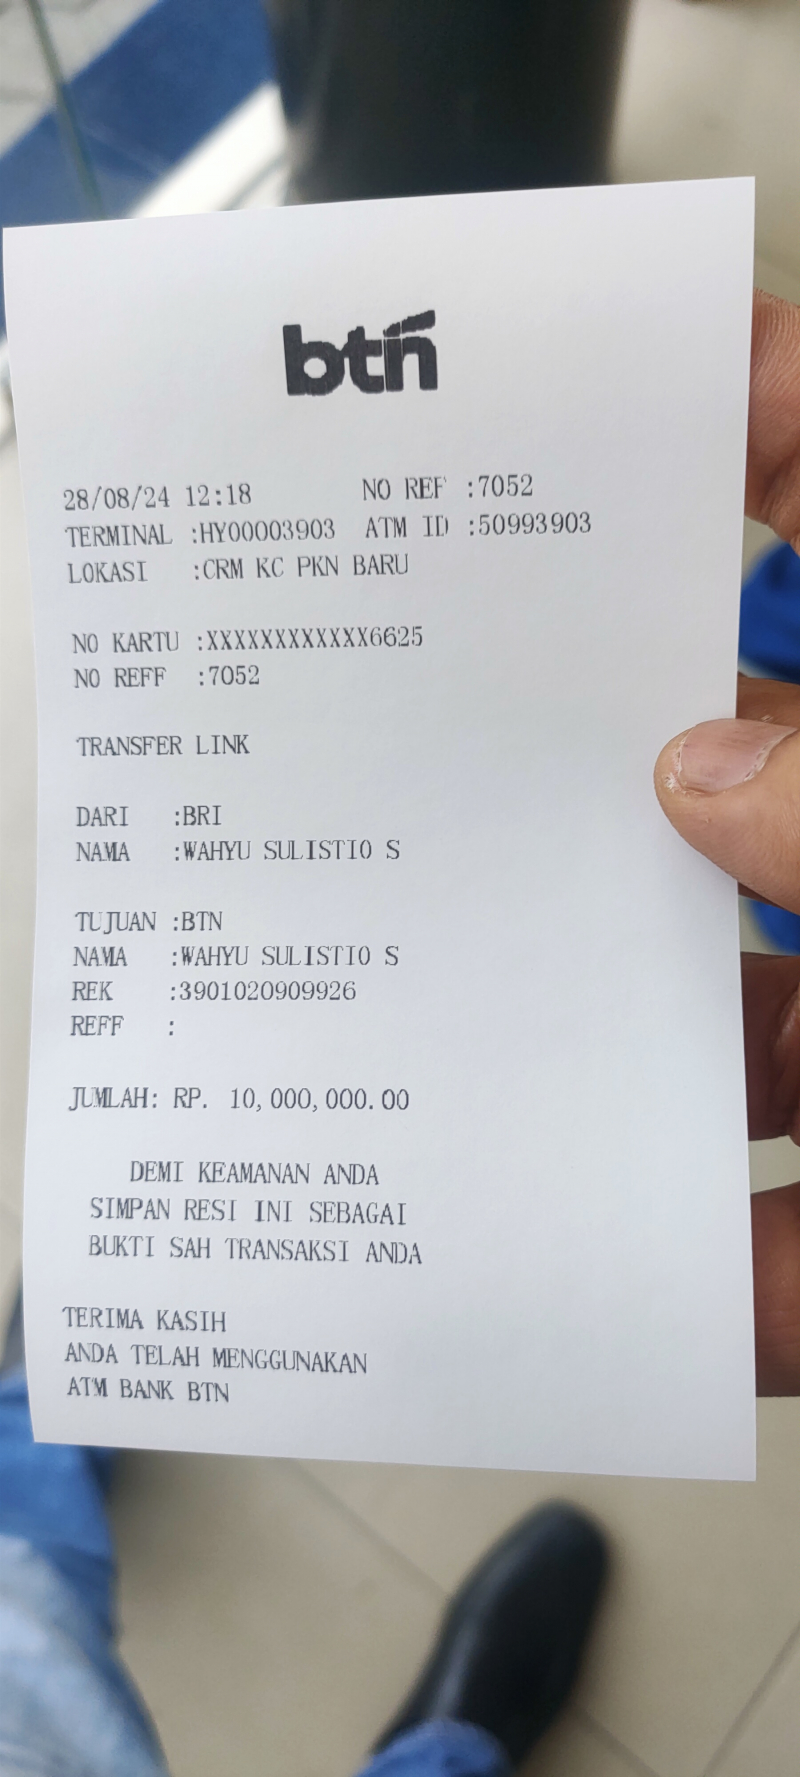 btn
28/08/24 12:18 NO REF :7052
TERMINAL :HY00003903 ATM ID :50993903
LOKASI :CRM KC PKN BARU
NO KARTU :XXXXXXXXXXXX6625
NO REFF :7052
TRANSFER LINK
DARI :BRI
NAMA :WAHYU SULISTIO S
TUJUAN :BTN
NAMA :WAHYU SULISTIO S
REK :3901020909926
REFF :
JUMLAH: RP. 10,000,000.00
DEMI KEAMANAN ANDA
SIMPAN RESI INI SEBAGAI
BUKTI SAH TRANSAKSI ANDA
TERIMA KASIH
ANDA TELAH MENGGUNAKAN
ATM BANK BTN